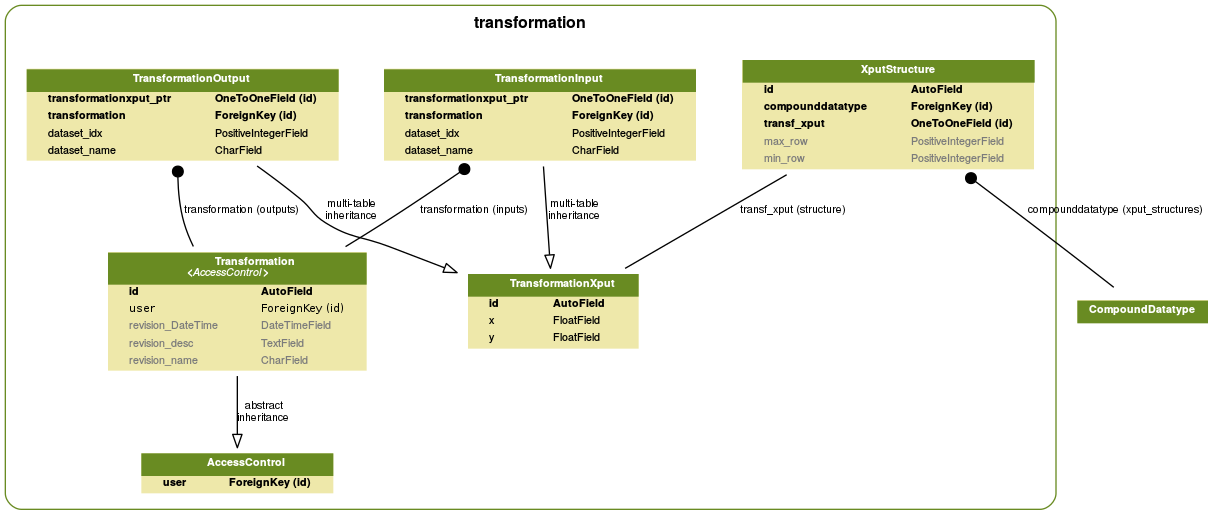 transformation
TransformationOutput
transformationxput_ptr OneToOneField (id)
transformation ForeignKey (id)
dataset_idx PositiveIntegerField
dataset_name CharField
TransformationInput
transformationxput_ptr OneToOneField (id)
transformation ForeignKey (id)
dataset_idx PositiveIntegerField
dataset_name CharField
XputStructure
id AutoField
compounddatatype ForeignKey (id)
transf_xput OneToOneField (id)
max_row PositiveIntegerField
min_row PositiveIntegerField
transformation (outputs)
multi-table
inheritance
transformation (inputs)
multi-table
inheritance
transf_xput (structure)
compounddatatype (xput_structures)
Transformation
<AccessControl>
id AutoField
user ForeignKey (id)
revision_DateTime DateTimeField
revision_desc TextField
revision_name CharField
TransformationXput
id AutoField
x FloatField
y FloatField
CompoundDatatype
abstract
inheritance
AccessControl
user ForeignKey (id)